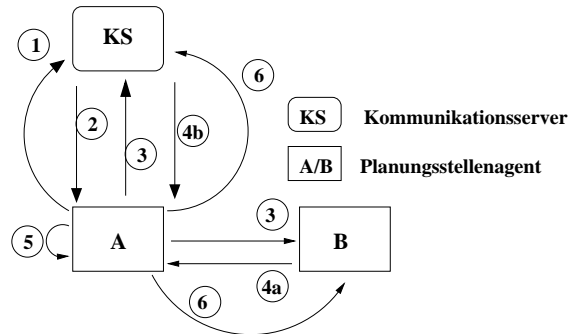 1
KS
6
2
3
4b
KS Kommunikationsserver
A/B Planungsstellenagent
5
A
3
B
4a
6